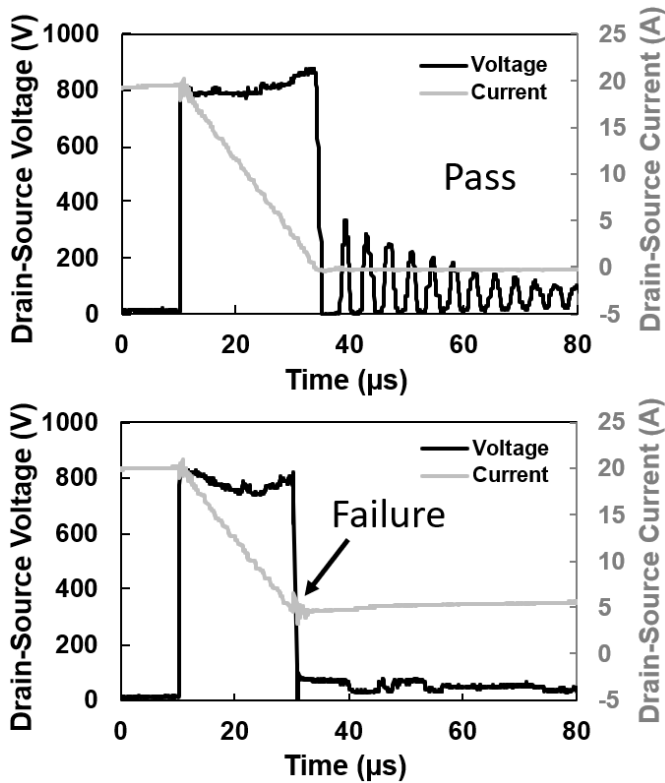 Drain-Source Voltage (V)
1000
800
600
400
200
0
Voltage
Current
Pass
25
20
15
10
5
0
-5
Drain-Source Current (A)
0 20 40 60 80
Time (µs)
Drain-Source Voltage (V)
1000
800
600
400
200
0
Voltage
Current
Failure
25
20
15
10
5
0
-5
Drain-Source Current (A)
0 20 40 60 80
Time (µs)